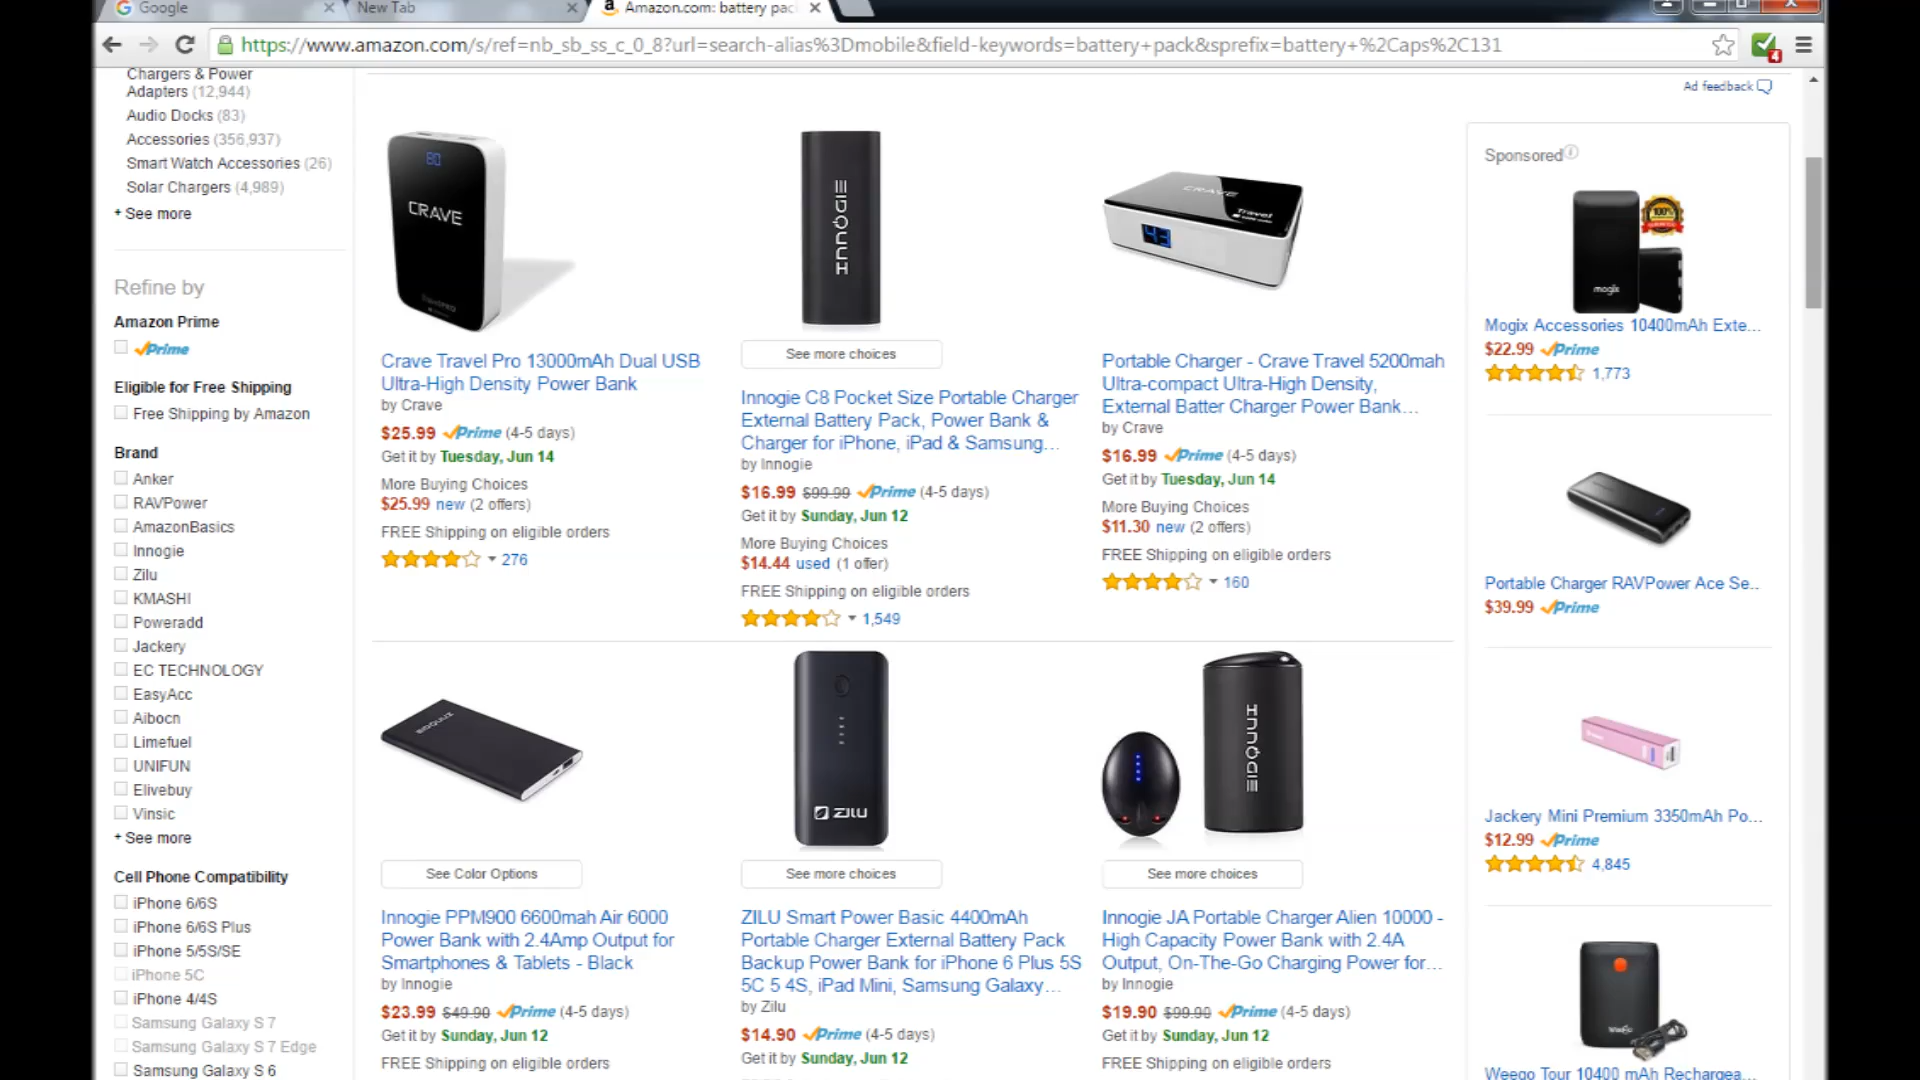 Google
New Tab
Amazon.com: battery pac
https://www.amazon.com/s/ref=nb_sb_ss_c_0_8?url=search-alias%3Dmobile&field-keywords=battery+pack&sprefix=battery+%2Caps%2C131
4
Chargers & Power
Adapters (12,944)
Audio Docks (83)
Accessories (356,937)
Smart Watch Accessories (26)
Solar Chargers (4,989)
+ See more
Refine by
Amazon Prime
Prime
Eligible for Free Shipping
Free Shipping by Amazon
Brand
Anker
RAVPower
AmazonBasics
Innogie
Zilu
KMASHI
Poweradd
Jackery
EC TECHNOLOGY
EasyAcc
Aibocn
Limefuel
UNIFUN
Elivebuy
Vinsic
+ See more
Cell Phone Compatibility
iPhone 6/6S
iPhone 6/6S Plus
iPhone 5/5S/SE
iPhone 5C
iPhone 4/4S
Samsung Galaxy S 7
Samsung Galaxy S 7 Edge
Samsung Galaxy S 6
80
CRAVE
Crave Travel Pro 13000mAh Dual USB
Ultra-High Density Power Bank
by Crave
$25.99 Prime (4-5 days)
Get it by Tuesday, Jun 14
More Buying Choices
$25.99 new (2 offers)
FREE Shipping on eligible orders
276
INNOGIE
See more choices
Innogie C8 Pocket Size Portable Charger
External Battery Pack, Power Bank &
Charger for iPhone, iPad & Samsung...
by Innogie
$16.99 $99.99 Prime (4-5 days)
Get it by Sunday, Jun 12
More Buying Choices
$14.44 used (1 offer)
FREE Shipping on eligible orders
1,549
CRAVE
Travel
43
Portable Charger - Crave Travel 5200mah
Ultra-compact Ultra-High Density,
External Batter Charger Power Bank...
by Crave
$16.99 Prime (4-5 days)
Get it by Tuesday, Jun 14
More Buying Choices
$11.30 new (2 offers)
FREE Shipping on eligible orders
160
INNOGIE
See Color Options
Innogie PPM900 6600mah Air 6000
Power Bank with 2.4Amp Output for
Smartphones & Tablets - Black
by Innogie
$23.99 $49.90 Prime (4-5 days)
Get it by Sunday, Jun 12
FREE Shipping on eligible orders
ZILU
See more choices
ZILU Smart Power Basic 4400mAh
Portable Charger External Battery Pack
Backup Power Bank for iPhone 6 Plus 5S
5C 5 4S, iPad Mini, Samsung Galaxy...
by Zilu
$14.90 Prime (4-5 days)
Get it by Sunday, Jun 12
INNOGIE
See more choices
Innogie JA Portable Charger Alien 10000 -
High Capacity Power Bank with 2.4A
Output, On-The-Go Charging Power for...
by Innogie
$19.90 $99.90 Prime (4-5 days)
Get it by Sunday, Jun 12
FREE Shipping on eligible orders
Ad feedback
Sponsored
100%
mogix
Mogix Accessories 10400mAh Exte...
$22.99 Prime
1,773
Portable Charger RAVPower Ace Se...
$39.99 Prime
Jackery Mini Premium 3350mAh Po...
$12.99 Prime
4,845
Weego
Weego Tour 10400 mAh Rechargea...